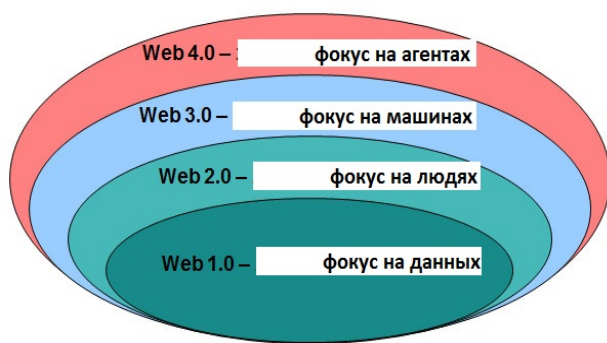 Web 4.0 – фокус на агентах
Web 3.0 – фокус на машинах
Web 2.0 – фокус на людях
Web 1.0 – фокус на данных